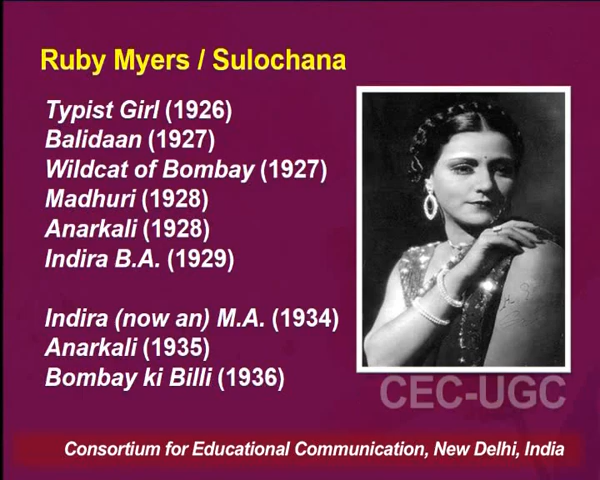 Ruby Myers / Sulochana
Typist Girl (1926)
Balidaan (1927)
Wildcat of Bombay (1927)
Madhuri (1928)
Anarkali (1928)
Indira B.A. (1929)
Indira (now an) M.A. (1934)
Anarkali (1935)
Bombay ki Billi (1936)
CEC-UGC
Consortium for Educational Communication, New Delhi, India